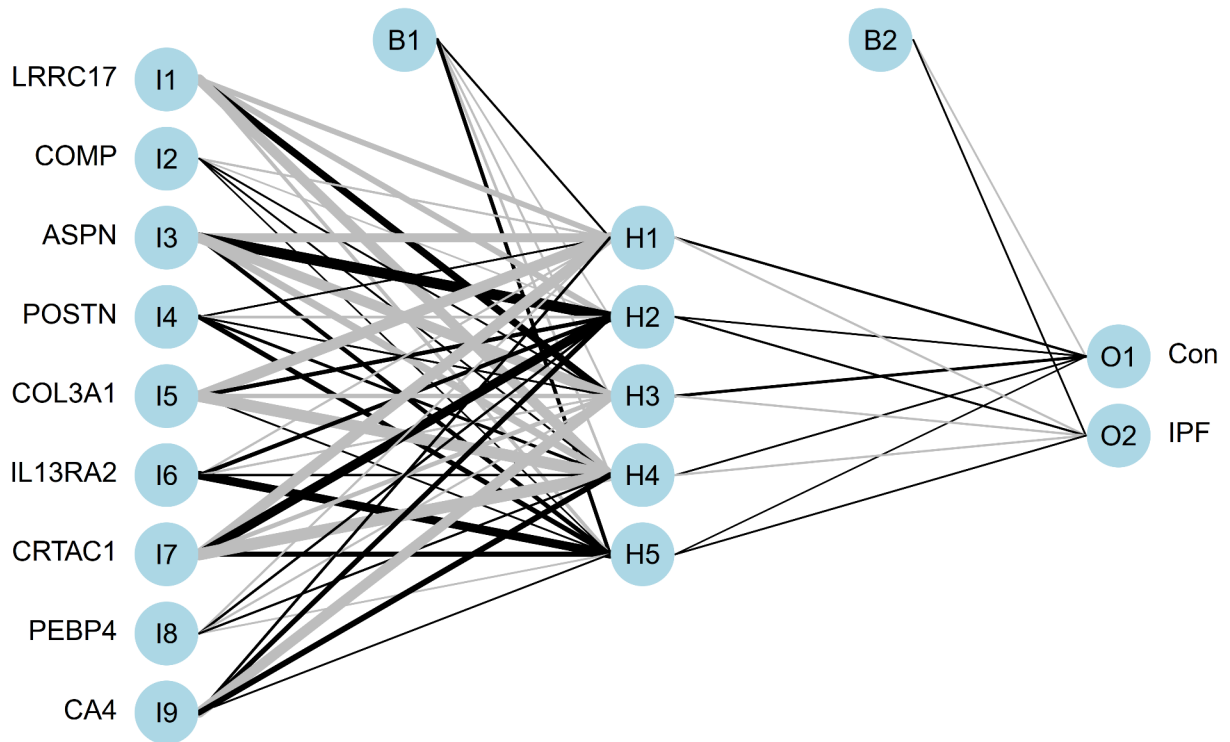 B1
B2
LRRC17 I1
COMP I2
ASPN I3 H1
POSTN I4 H2
O1 Con
COL3A1 I5 H3
O2 IPF
IL13RA2 I6 H4
CRTAC1 I7 H5
PEBP4 I8
CA4 I9